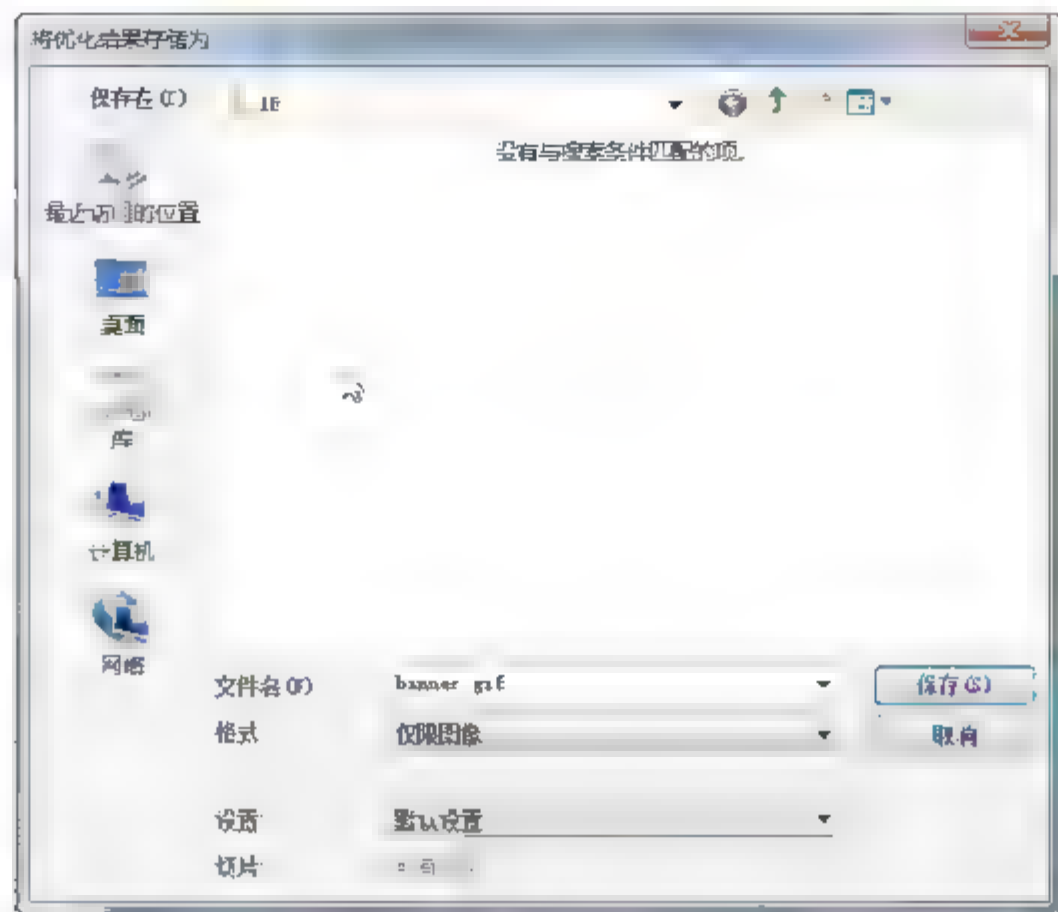 将优化结果存储为
保存在(I)
16
没有与搜索条件匹配的项。
最近访问的位置
桌面
库
计算机
网络
文件名(N)
banner gif
保存(S)
格式
仅限图像
取消
设置
默认设置
切片